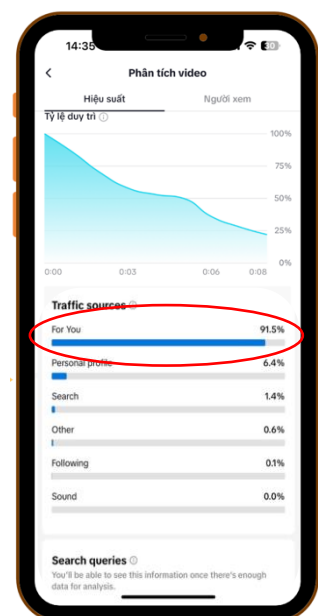 14:35
30
Phân tích video
Hiệu suất
Người xem
Tỷ lệ duy trì
100%
75%
50%
25%
0%
0:00
0:03
0:06
0:08
Traffic sources
For You
91.5%
Personal profile
6.4%
Search
1.4%
Other
0.6%
Following
0.1%
Sound
0.0%
Search queries
You'll be able to see this information once there's enough
data for analysis.